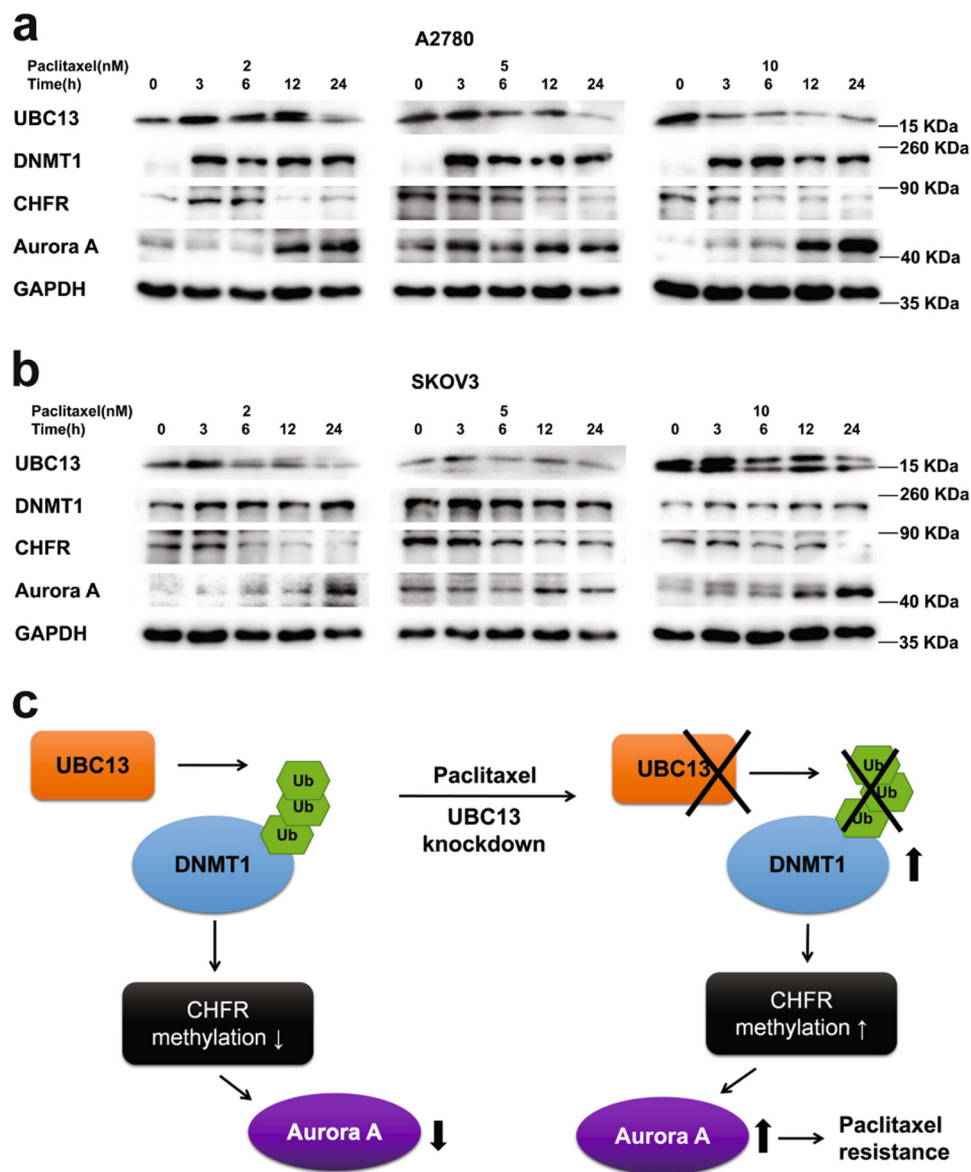 a
A2780
Paclitaxel(nM) 2 5 10
Time(h) 0 3 6 12 24 0 3 6 12 24 0 3 6 12 24
UBC13
15 KDa
260 KDa
DNMT1
90 KDa
CHFR
Aurora A
40 KDa
GAPDH
35 KDa
b
SKOV3
Paclitaxel(nM) 2 5 10
Time(h) 0 3 6 12 24 0 3 6 12 24 0 3 6 12 24
UBC13
15 KDa
260 KDa
DNMT1
90 KDa
CHFR
Aurora A
40 KDa
GAPDH
35 KDa
c
UBC13
Ub
Ub
Ub
DNMT1
CHFR
methylation ↓
Aurora A
Paclitaxel
UBC13
knockdown
UBC13
Ub
Ub
Ub
DNMT1
CHFR
methylation ↑
Aurora A
Paclitaxel
resistance